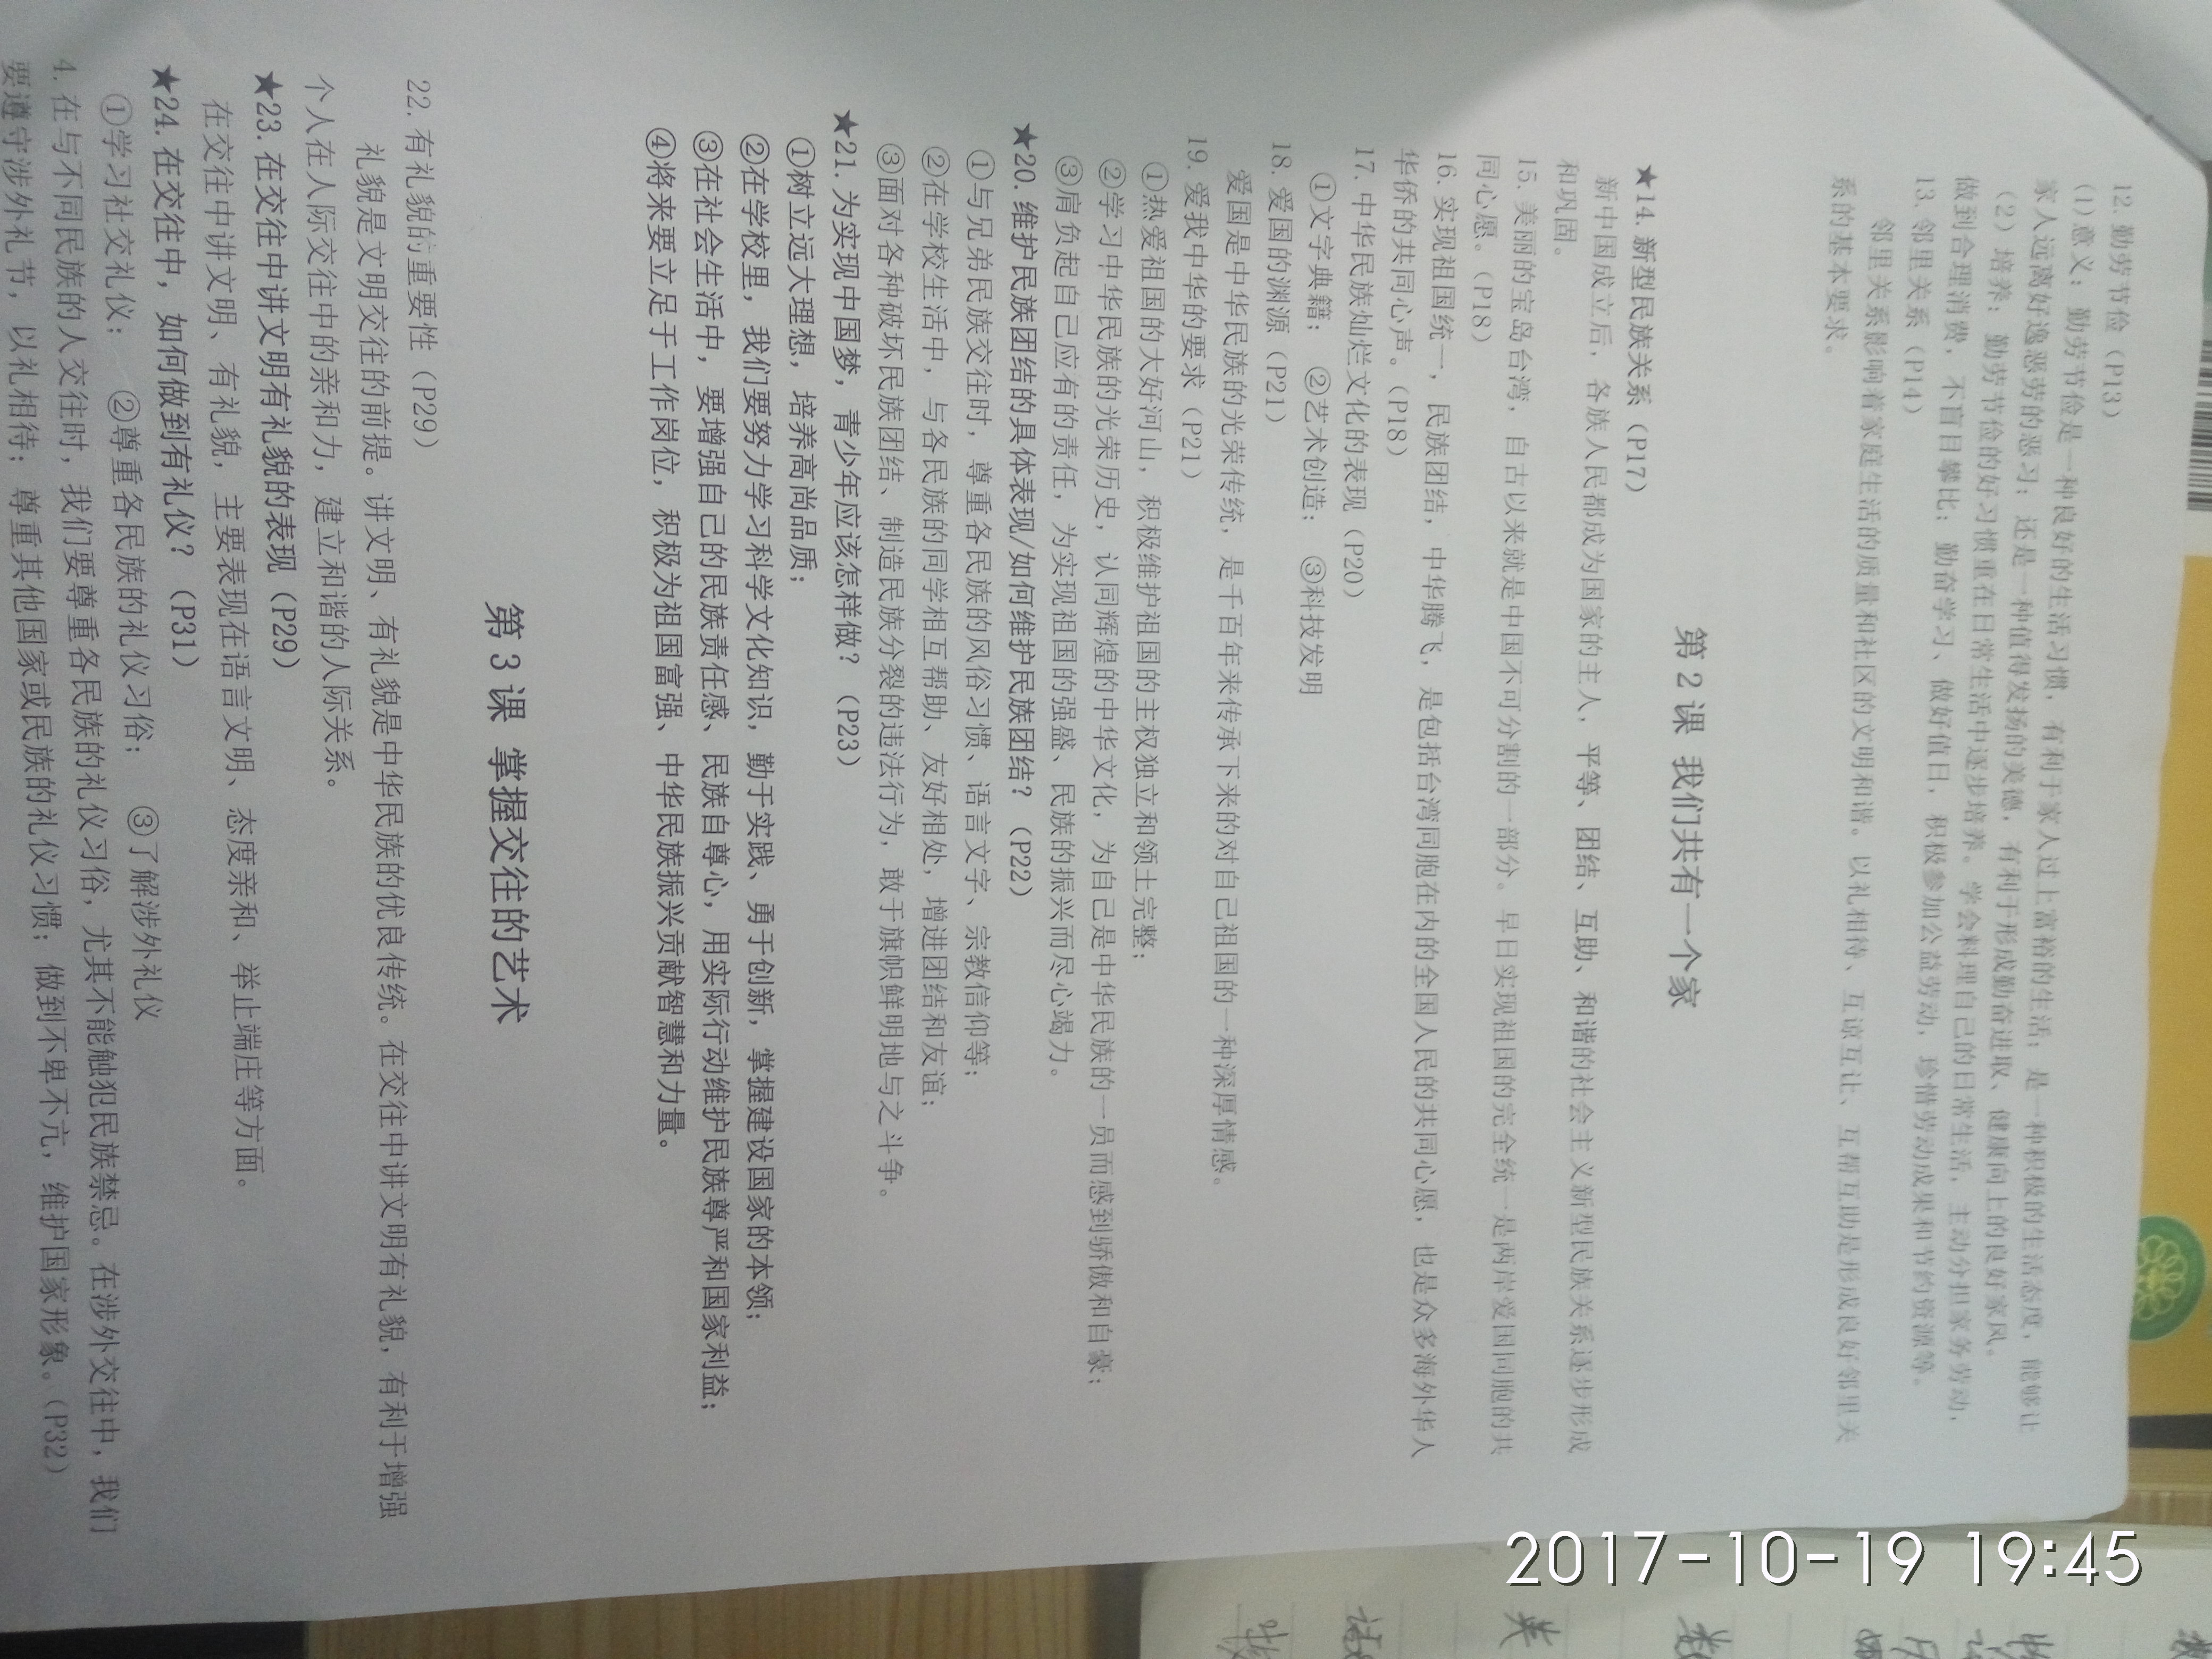 12. 勤劳节俭（P13）
(1)意义：勤劳节俭是一种良好的生活习惯，有利于家人过上富裕的生活；是一种积极的生活态度，能够让
家人远离好逸恶劳的恶习；还是一种值得发扬的美德，有利于形成勤奋进取、健康向上的良好家风。
（2）培养：勤劳节俭的好习惯重在日常生活中逐步培养。学会料理自己的日常生活，主动分担家务劳动，
做到合理消费，不盲目攀比；勤奋学习、做好值日，积极参加公益劳动，珍惜劳动成果和节约资源等。
13. 邻里关系（P14）
邻里关系影响着家庭生活的质量和社区的文明和谐。以礼相待、互谅互让、互帮互助是形成良好邻里关
系的基本要求。
第 2 课 我们共有一个家
★14. 新型民族关系（P17）
新中国成立后，各族人民都成为国家的主人，平等、团结、互助、和谐的社会主义新型民族关系逐步形成
和巩固。
15. 美丽的宝岛台湾，自古以来就是中国不可分割的一部分。早日实现祖国的完全统一是两岸爱国同胞的共
同心愿。（P18）
16. 实现祖国统一，民族团结，中华腾飞，是包括台湾同胞在内的全国人民的共同心愿，也是众多海外华人
华侨的共同心声。（P18）
17. 中华民族灿烂文化的表现（P20）
①文字典籍； ②艺术创造； ③科技发明
18. 爱国的渊源（P21）
爱国是中华民族的光荣传统，是千百年来传承下来的对自己祖国的一种深厚情感。
19. 爱我中华的要求（P21）
①热爱祖国的大好河山，积极维护祖国的主权独立和领土完整；
②学习中华民族的光荣历史，认同辉煌的中华文化，为自己是中华民族的一员而感到骄傲和自豪；
③肩负起自己应有的责任，为实现祖国的强盛、民族的振兴而尽心竭力。
★20. 维护民族团结的具体表现/如何维护民族团结？（P22）
①与兄弟民族交往时，尊重各民族的风俗习惯、语言文字、宗教信仰等；
②在学校生活中，与各民族的同学相互帮助、友好相处，增进团结和友谊；
③面对各种破坏民族团结、制造民族分裂的违法行为，敢于旗帜鲜明地与之斗争。
★21. 为实现中国梦，青少年应该怎样做？（P23）
①树立远大理想，培养高尚品质；
②在学校里，我们要努力学习科学文化知识，勤于实践、勇于创新，掌握建设国家的本领；
③在社会生活中，要增强自己的民族责任感、民族自尊心，用实际行动维护民族尊严和国家利益；
④将来要立足于工作岗位，积极为祖国富强、中华民族振兴贡献智慧和力量。
第 3 课 掌握交往的艺术
22. 有礼貌的重要性（P29）
礼貌是文明交往的前提。讲文明、有礼貌是中华民族的优良传统。在交往中讲文明有礼貌，有利于增强
个人在人际交往中的亲和力，建立和谐的人际关系。
★23. 在交往中讲文明有礼貌的表现（P29）
在交往中讲文明、有礼貌，主要表现在语言文明、态度亲和、举止端庄等方面。
★24. 在交往中，如何做到有礼仪？（P31）
①学习社交礼仪； ②尊重各民族的礼仪习俗； ③了解涉外礼仪
4. 在与不同民族的人交往时，我们要尊重各民族的礼仪习俗，尤其不能触犯民族禁忌。在涉外交往中，我们
要遵守涉外礼节，以礼相待；尊重其他国家或民族的礼仪习惯；做到不卑不亢，维护国家形象。（P32）
2017-10-19 19:45
英
数